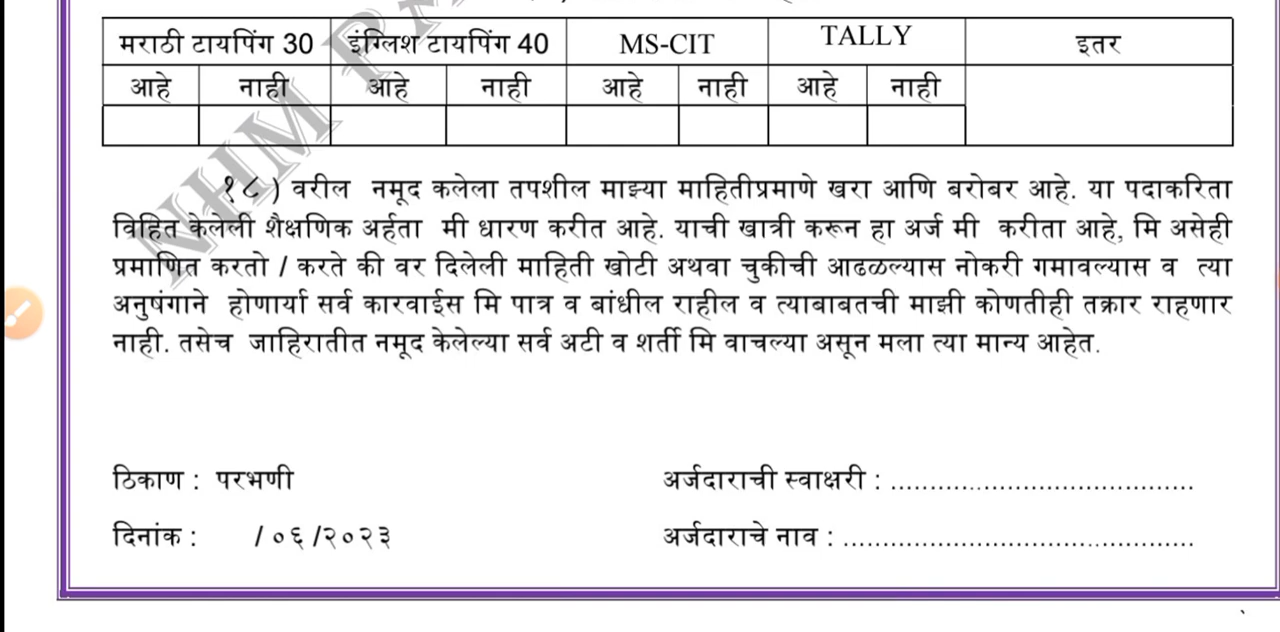 मराठी टायपिंग 30 इंग्लिश टायपिंग 40 MS-CIT TALLY इतर
आहे नाही आहे नाही आहे नाही आहे नाही
१८) वरील नमूद कलेला तपशील माझ्या माहितीप्रमाणे खरा आणि बरोबर आहे. या पदाकरिता
विहित केलेली शैक्षणिक अर्हता मी धारण करीत आहे. याची खात्री करून हा अर्ज मी करीता आहे, मि असेही
प्रमाणित करतो / करते की वर दिलेली माहिती खोटी अथवा चुकीची आढळल्यास नोकरी गमावल्यास व त्या
अनुषंगाने होणार्या सर्व कारवाईस मि पात्र व बांधील राहील व त्याबाबतची माझी कोणतीही तक्रार राहणार
नाही. तसेच जाहिरातीत नमूद केलेल्या सर्व अटी व शर्ती मि वाचल्या असून मला त्या मान्य आहेत.
ठिकाण : परभणी अर्जदाराची स्वाक्षरी : ......................................
दिनांक : / ०६ /२०२३ अर्जदाराचे नाव : ............................................
NHM